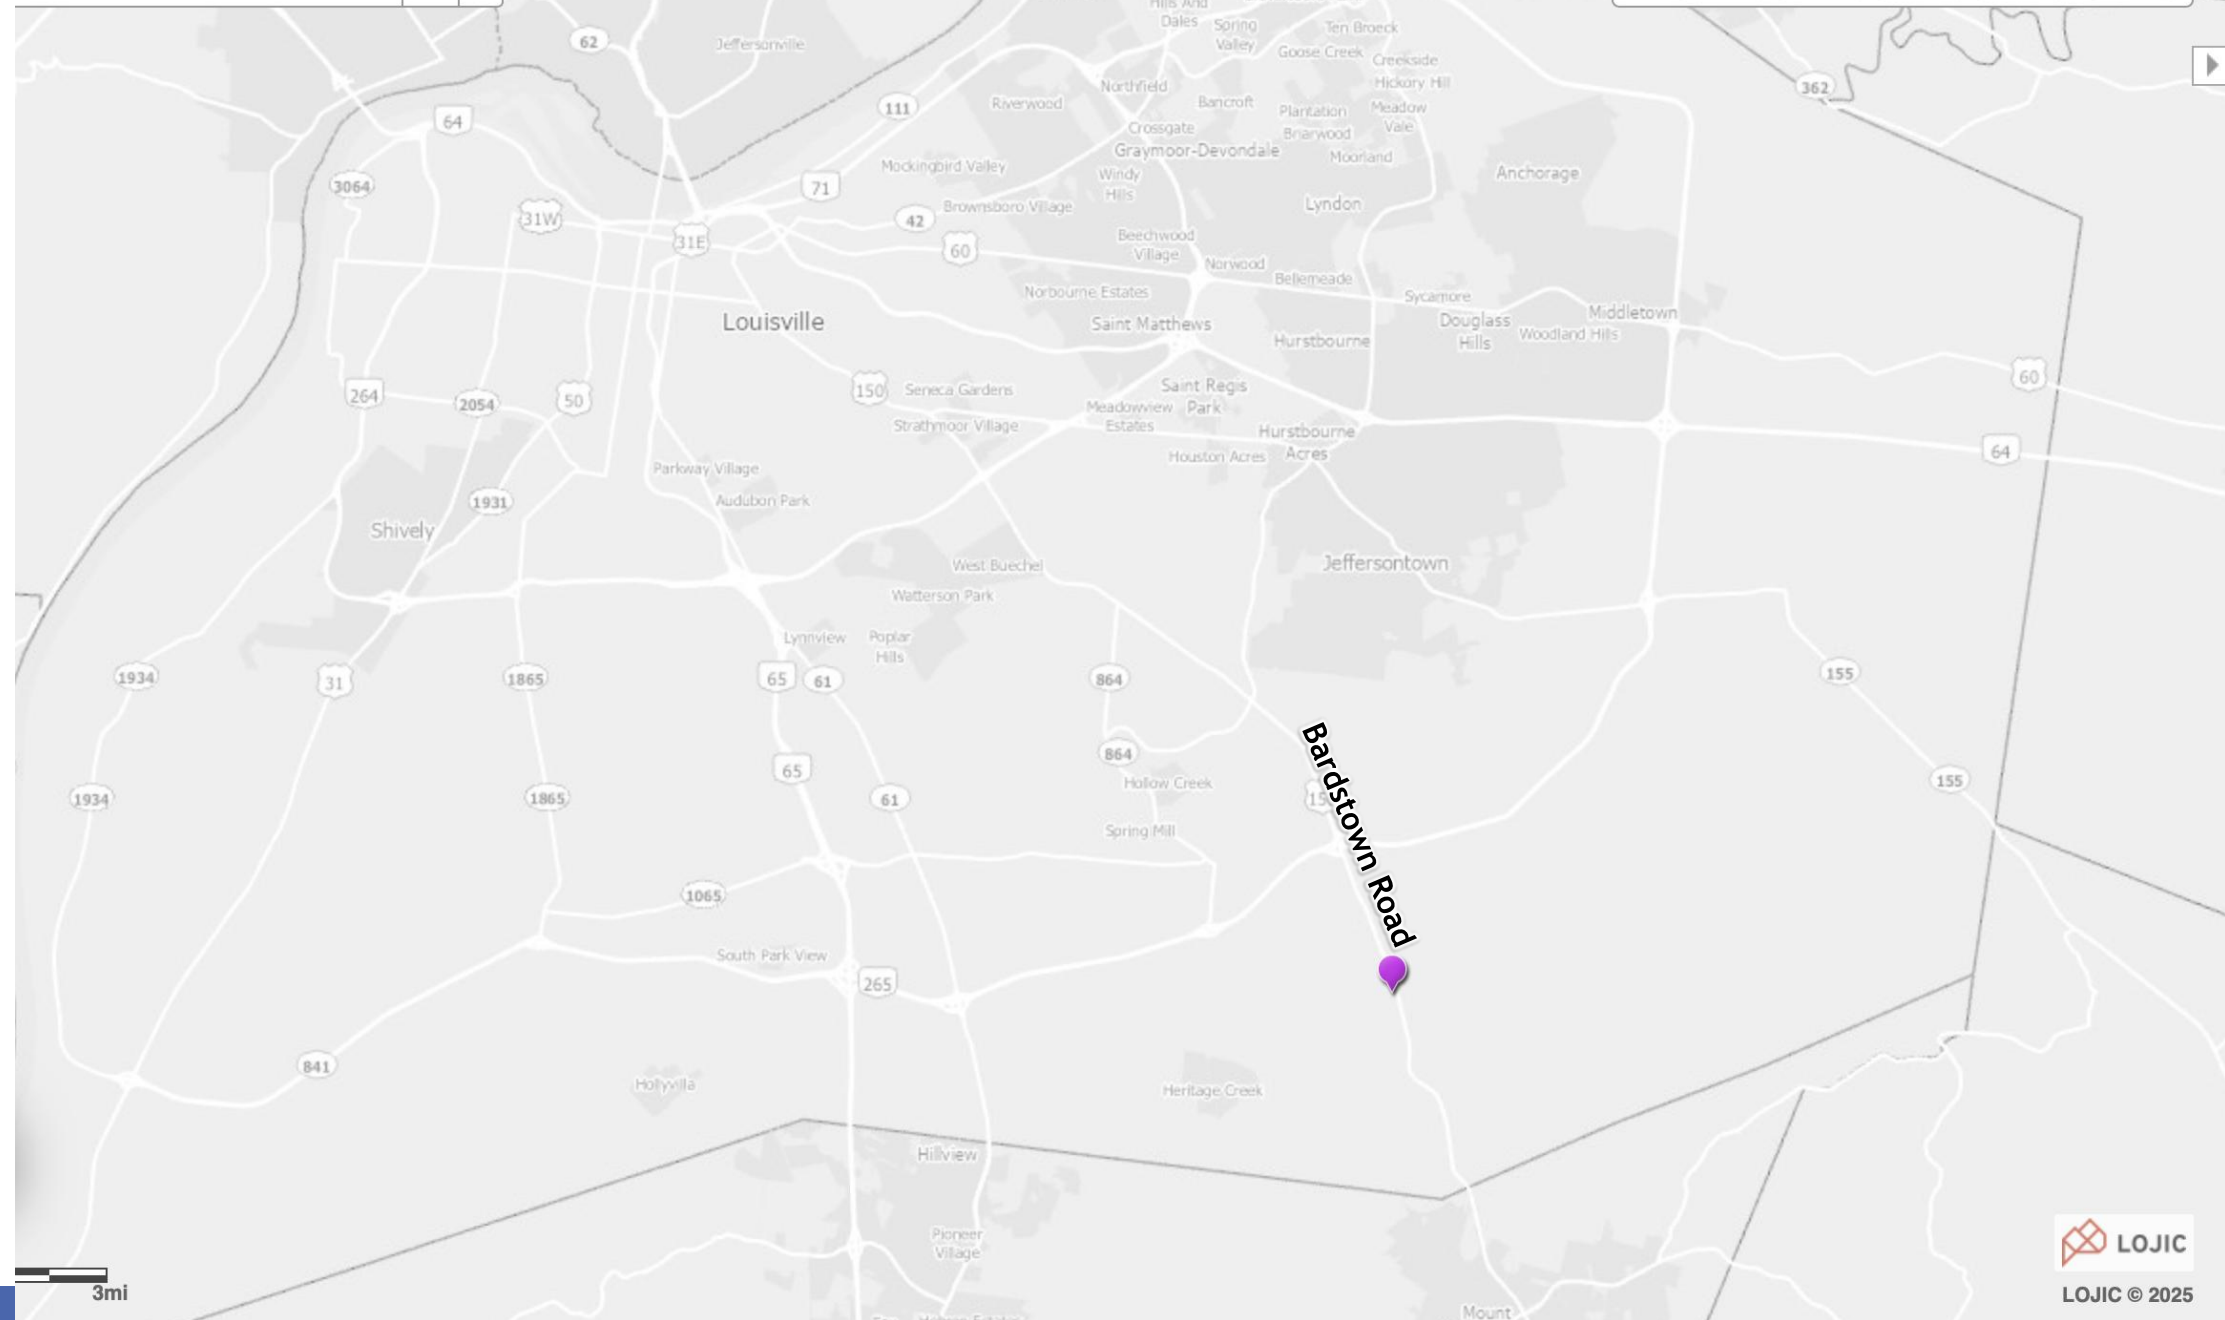 Hills And
Dales
Spring
Valley
Ten Broeck
Goose Creek
Creekside
Hickory Hill
62
Jeffersonville
Northfield
362
111
Riverwood
Bancroft
Plantation
Meadow
Vale
64
Crossgate
Briarwood
Graymoor-Devondale
Moorland
Mockingbird Valley
Windy
Hills
Anchorage
3064
71
31W
42
Brownsboro Village
Lyndon
31E
60
Beechwood
Village
Norwood
Bellemeade
Norbourne Estates
Sycamore
Louisville
Saint Matthews
Douglass
Hills
Middletown
Woodland Hills
Hurstbourne
60
264
2054
50
150
Seneca Gardens
Saint Regis
Park
Meadowview
Estates
Strathmoor Village
Hurstbourne
Acres
Houston Acres
64
Parkway Village
Audubon Park
1931
Shively
West Buechel
Jeffersontown
Watterson Park
Lynnview
Poplar
Hills
1934
31
1865
65
61
864
155
Bardstown Road
864
65
Hollow Creek
155
1934
1865
61
15
Spring Mill
1065
South Park View
265
841
Hollyvilla
Heritage Creek
Hillview
Pioneer
Village
LOJIC
3mi
LOJIC © 2025
Mount